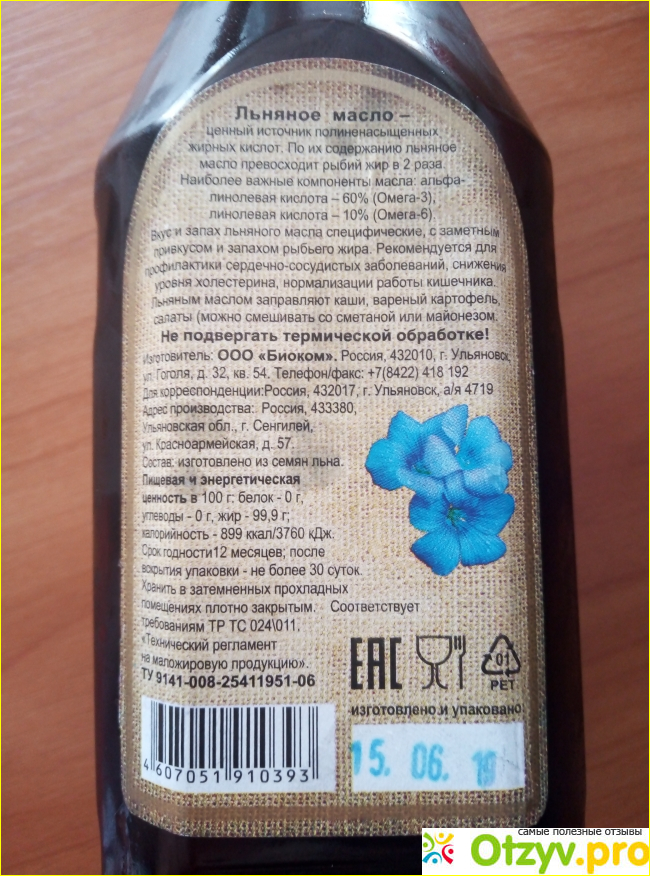 Льняное масло –
ценный источник полиненасыщенных
жирных кислот. По их содержанию льняное
масло превосходит рыбий жир в 2 раза.
Наиболее важные компоненты масла: альфа-
линолевая кислота – 60% (Омега-3),
линолевая кислота – 10% (Омега-6).
Вкус и запах льняного масла специфические, с заметным
привкусом и запахом рыбьего жира. Рекомендуется для
профилактики сердечно-сосудистых заболеваний, снижения
уровня холестерина, нормализации работы кишечника.
Льняным маслом заправляют каши, вареный картофель,
салаты (можно смешивать со сметаной или майонезом.
Не подвергать термической обработке!
Изготовитель: ООО «Биоком». Россия, 432010, г. Ульяновск,
ул. Гоголя, д. 32, кв. 54. Телефон/факс: +7(8422) 418 192
Для корреспонденции:Россия, 432017, г. Ульяновск, а/я 4719
Адрес производства: Россия, 433380,
Ульяновская обл., г. Сенгилей,
ул. Красноармейская, д. 57.
Состав: изготовлено из семян льна.
Пищевая и энергетическая
ценность в 100 г: белок - 0 г,
углеводы - 0 г, жир - 99,9 г;
калорийность - 899 ккал/3760 кДж.
Срок годности12 месяцев; после
вскрытия упаковки - не более 30 суток.
Хранить в затемненных прохладных
помещениях плотно закрытым. Соответствует
требованиям ТР ТС 024\011.
«Технический регламент
на маложировую продукцию».
ТУ 9141-008-25411951-06
EAC
01
PET
изготовлено и упаковано
15. 06. 19
4 607051 910393
самые полезные отзывы
Otzyv.pro